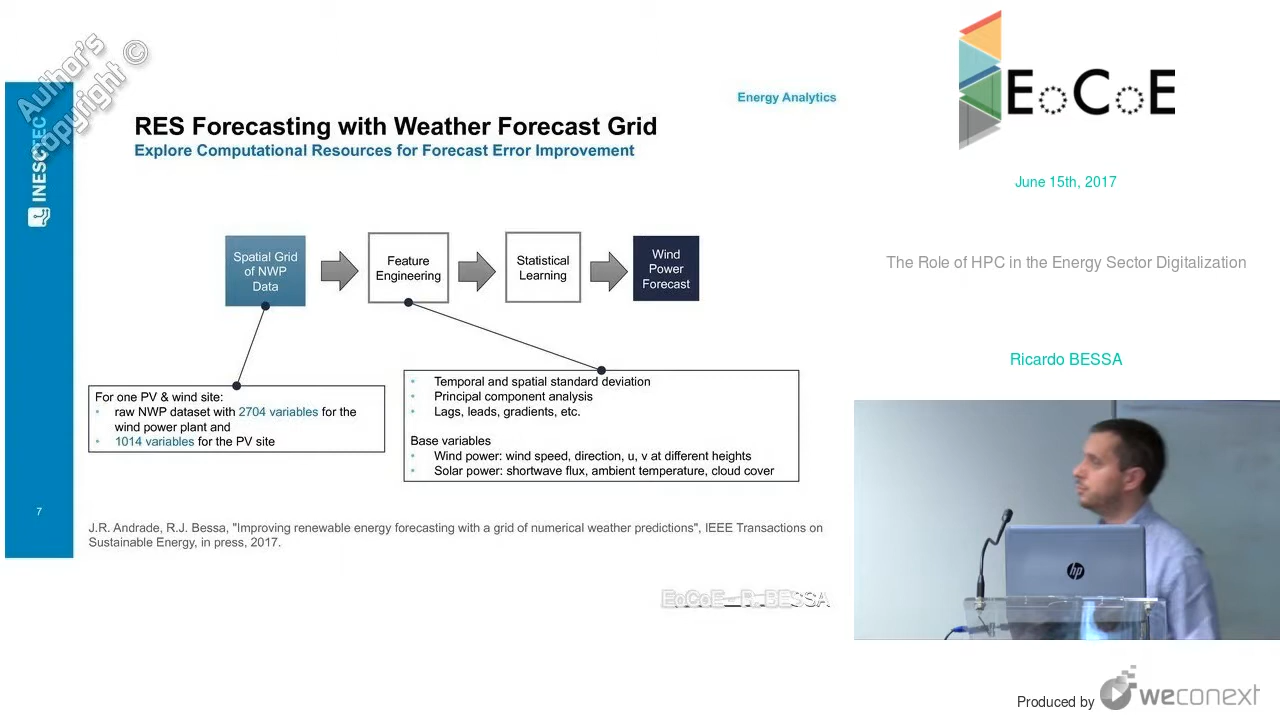 Author's
Copyright ©
INESCTEC
Energy Analytics
RES Forecasting with Weather Forecast Grid
Explore Computational Resources for Forecast Error Improvement
Spatial Grid
of NWP
Data
Feature
Engineering
Statistical
Learning
Wind
Power
Forecast
For one PV & wind site:
• raw NWP dataset with 2704 variables for the
wind power plant and
• 1014 variables for the PV site
• Temporal and spatial standard deviation
• Principal component analysis
• Lags, leads, gradients, etc.
Base variables
• Wind power: wind speed, direction, u, v at different heights
• Solar power: shortwave flux, ambient temperature, cloud cover
7
J.R. Andrade, R.J. Bessa, "Improving renewable energy forecasting with a grid of numerical weather predictions", IEEE Transactions on
Sustainable Energy, in press, 2017.
EoCoE - R. BESSA
EoCoE
June 15th, 2017
The Role of HPC in the Energy Sector Digitalization
Ricardo BESSA
hp
Produced by weconext